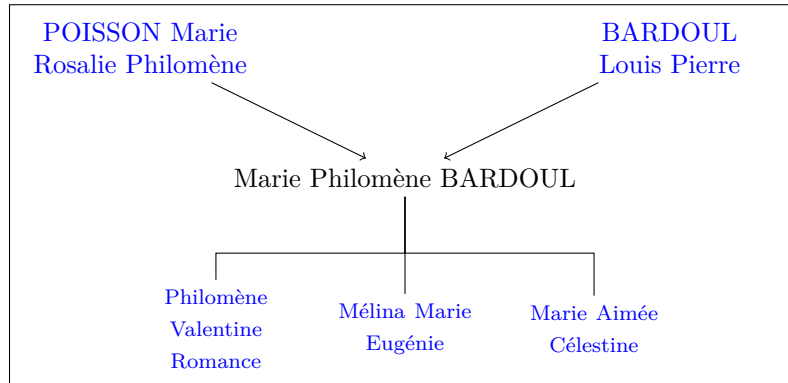 POISSON Marie
Rosalie Philomène
BARDOUL
Louis Pierre
Marie Philomène BARDOUL
Philomène
Valentine
Romance
Mélina Marie
Eugénie
Marie Aimée
Célestine